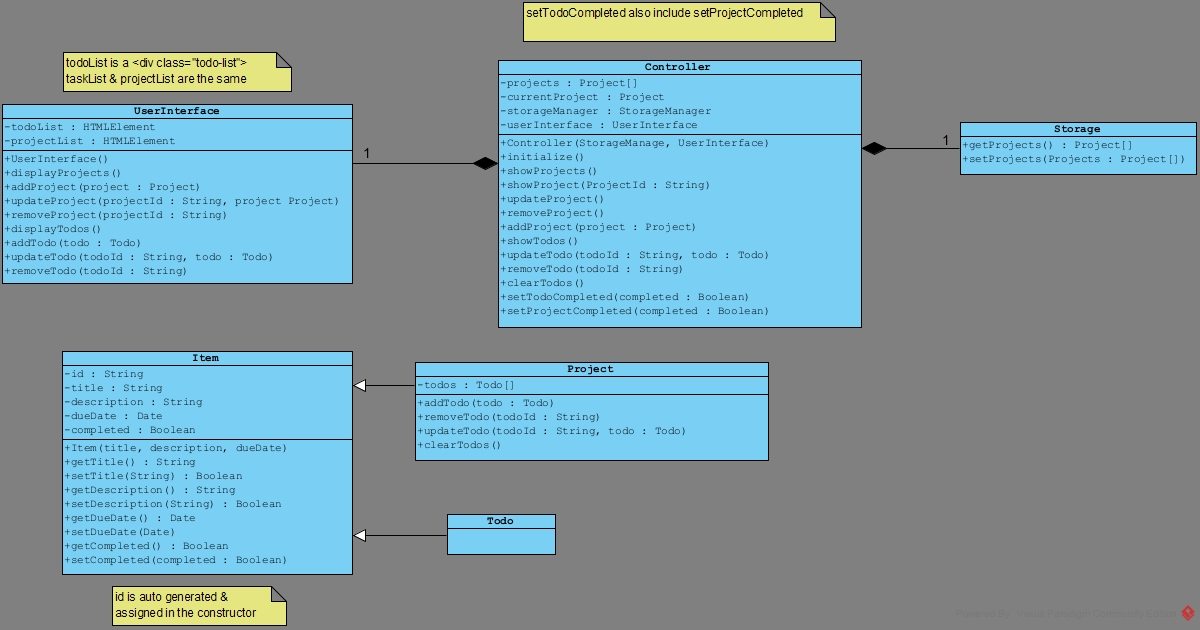 setTodoCompleted also include setProjectCompleted
todoList is a <div class="todo-list">
taskList & projectList are the same
UserInterface
-todoList : HTMLElement
-projectList : HTMLElement
+UserInterface()
+displayProjects()
+addProject(project : Project)
+updateProject(projectId : String, project Project)
+removeProject(projectId : String)
+displayTodos()
+addTodo(todo : Todo)
+updateTodo(todoId : String, todo : Todo)
+removeTodo(todoId : String)
1
Controller
-projects : Project[]
-currentProject : Project
-storageManager : StorageManager
-userInterface : UserInterface
+Controller(StorageManage, UserInterface)
+initialize()
+showProjects()
+showProject(ProjectId : String)
+updateProject()
+removeProject()
+addProject(project : Project)
+showTodos()
+updateTodo(todoId : String, todo : Todo)
+removeTodo(todoId : String)
+clearTodos()
+setTodoCompleted(completed : Boolean)
+setProjectCompleted(completed : Boolean)
1
Storage
+getProjects() : Project[]
+setProjects(Projects : Project[])
Item
-id : String
-title : String
-description : String
-dueDate : Date
-completed : Boolean
+Item(title, description, dueDate)
+getTitle() : String
+setTitle(String) : Boolean
+getDescription() : String
+setDescription(String) : Boolean
+getDueDate() : Date
+setDueDate(Date)
+getCompleted() : Boolean
+setCompleted(completed : Boolean)
Project
-todos : Todo[]
+addTodo(todo : Todo)
+removeTodo(todoId : String)
+updateTodo(todoId : String, todo : Todo)
+clearTodos()
Todo
id is auto generated &
assigned in the constructor
Powered By Visual Paradigm Community Edition